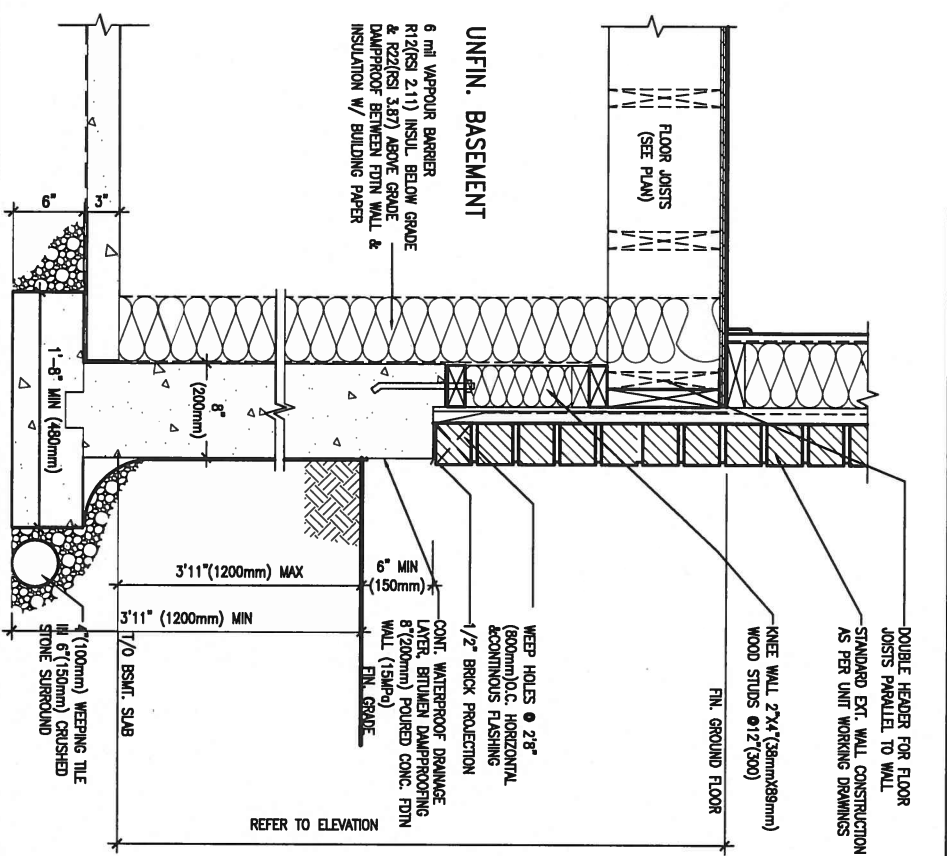 DOUBLE HEADER FOR FLOOR
JOISTS PARALLEL TO WALL
STANDARD EXT. WALL CONSTRUCTION
AS PER UNIT WORKING DRAWINGS
KNEE WALL 2"X4"(38mmX89mm)
WOOD STUDS @12"(300)
FIN. GROUND FLOOR
FLOOR JOISTS
(SEE PLAN)
UNFIN. BASEMENT
6 mil VAPPOUR BARRIER
R12(RSI 2.11) INSUL BELOW GRADE
& R22(RSI 3.87) ABOVE GRADE
DAMPPROOF BETWEEN FDTN WALL &
INSULATION W/ BUILDING PAPER
WEEP HOLES @ 2'8"
(800mm)O.C. HORIZONTAL
&CONTINOUS FLASHING
1/2" BRICK PROJECTION
CONT. WATERPROOF DRAINAGE
LAYER, BITUMEN DAMPPROOFING
8"(200mm) POURED CONC. FDTN
WALL (15MPa)
FIN. GRADE
6" MIN
(150mm)
3'11"(1200mm) MAX
3'11" (1200mm) MIN
REFER TO ELEVATION
8"
(200mm)
3"
6"
1'-8" MIN (480mm)
T/O BSMT. SLAB
4"(100mm) WEEPING TILE
IN 6"(150mm) CRUSHED
STONE SURROUND